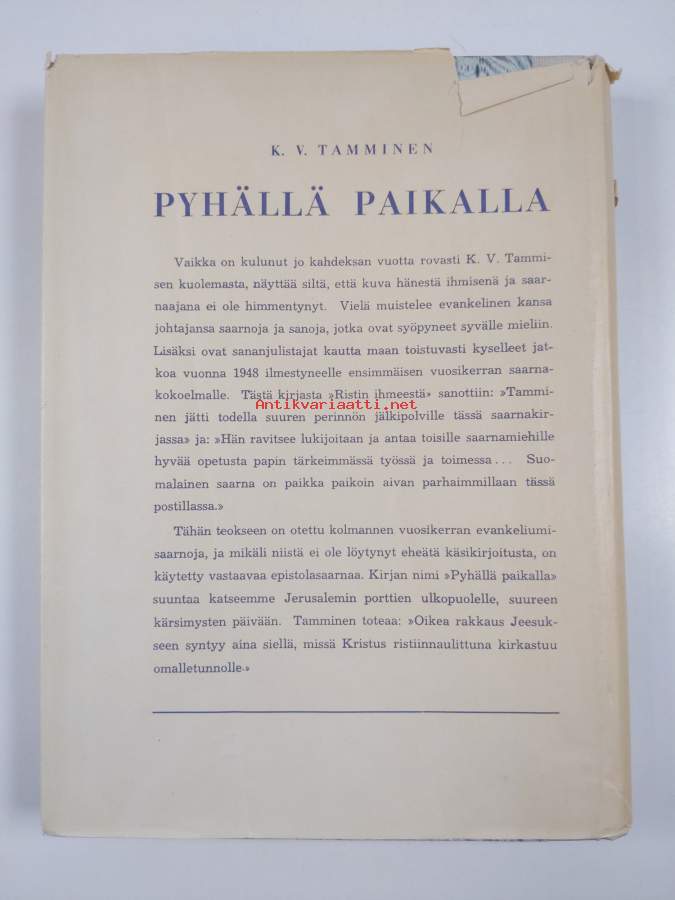 K. V. TAMMINEN
PYHÄLLÄ PAIKALLA
Vaikka on kulunut jo kahdeksan vuotta rovasti K. V. Tammi-
sen kuolemasta, näyttää siltä, että kuva hänestä ihmisenä ja saar-
naajana ei ole himmentynyt. Vielä muistelee evankelinen kansa
johtajansa saarnoja ja sanoja, jotka ovat syöpyneet syvälle mieliin.
Lisäksi ovat sananjulistajat kautta maan toistuvasti kyselleet jat-
koa vuonna 1948 ilmestyneelle ensimmäisen vuosikerran saarna-
kokoelmalle. Tästä kirjasta »Ristin ihmeestä» sanottiin: »Tammi-
Antikvariaatti.net
nen jätti todella suuren perinnön jälkipolville tässä saarnakir-
jassa» ja: »Hän ravitsee lukijoitaan ja antaa toisille saarnamiehille
hyvää opetusta papin tärkeimmässä työssä ja toimessa... Suo-
malainen saarna on paikka paikoin aivan parhaimmillaan tässä
postillassa.»
Tähän teokseen on otettu kolmannen vuosikerran evankeliumi-
saarnoja, ja mikäli niistä ei ole löytynyt eheätä käsikirjoitusta, on
käytetty vastaavaa epistolasaarnaa. Kirjan nimi »Pyhällä paikalla»
suuntaa katseemme Jerusalemin porttien ulkopuolelle, suureen
kärsimysten päivään. Tamminen toteaa: »Oikea rakkaus Jeesuk-
seen syntyy aina siellä, missä Kristus ristiinnaulittuna kirkastuu
omalletunnolle.»